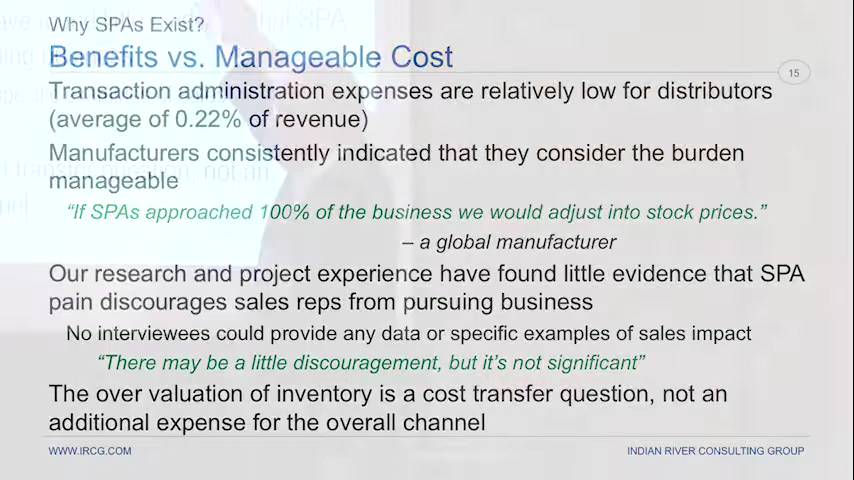 Why SPAs Exist?
Benefits vs. Manageable Cost
15
Transaction administration expenses are relatively low for distributors
(average of 0.22% of revenue)
Manufacturers consistently indicated that they consider the burden
manageable
“If SPAs approached 100% of the business we would adjust into stock prices.”
– a global manufacturer
Our research and project experience have found little evidence that SPA
pain discourages sales reps from pursuing business
No interviewees could provide any data or specific examples of sales impact
“There may be a little discouragement, but it’s not significant”
The over valuation of inventory is a cost transfer question, not an
additional expense for the overall channel
WWW.IRCG.COM
INDIAN RIVER CONSULTING GROUP